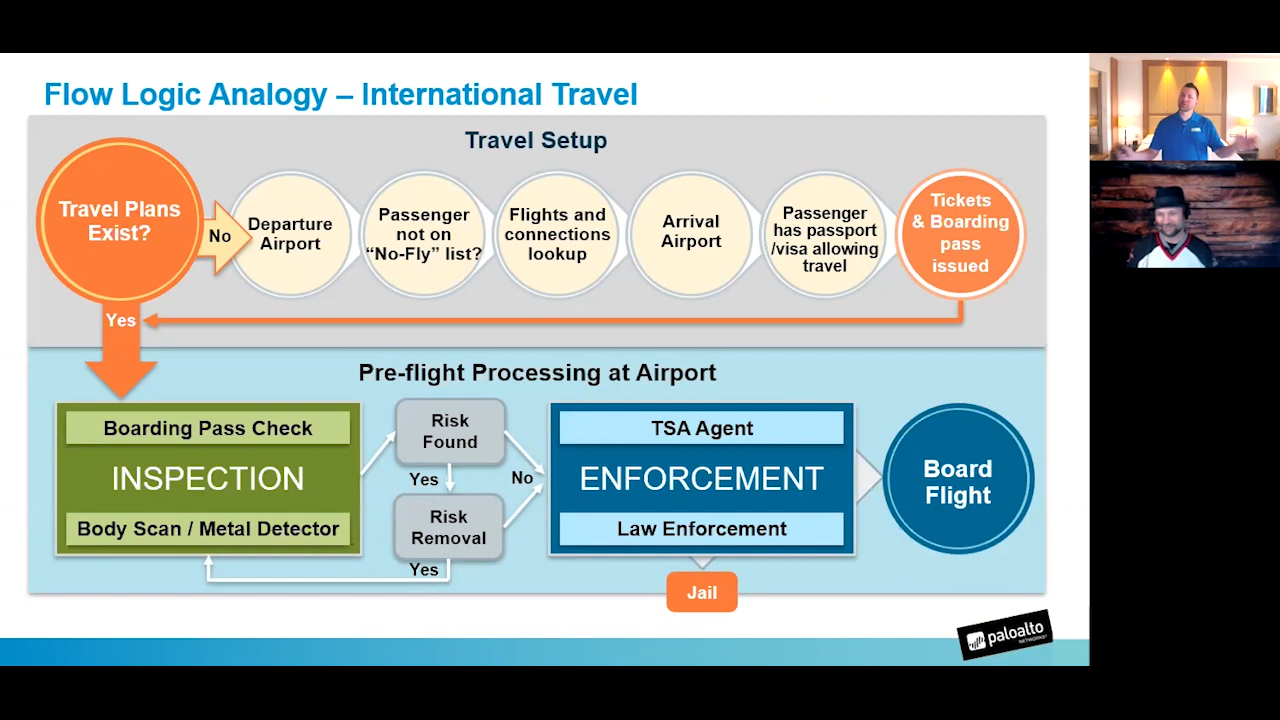 Flow Logic Analogy – International Travel
Travel Setup
Travel Plans
Exist?
No
Departure
Airport
Passenger
not on
“No-Fly” list?
Flights and
connections
lookup
Arrival
Airport
Passenger
has passport
/visa allowing
travel
Tickets
& Boarding
pass
issued
Yes
Pre-flight Processing at Airport
Boarding Pass Check
INSPECTION
Body Scan / Metal Detector
Risk
Found
Yes
No
Risk
Removal
Yes
TSA Agent
ENFORCEMENT
Law Enforcement
Board
Flight
Jail
paloalto
NETWORKS